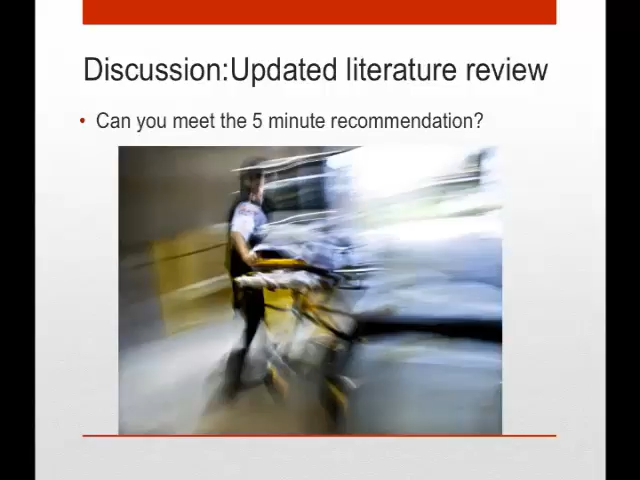 Discussion:Updated literature review
• Can you meet the 5 minute recommendation?